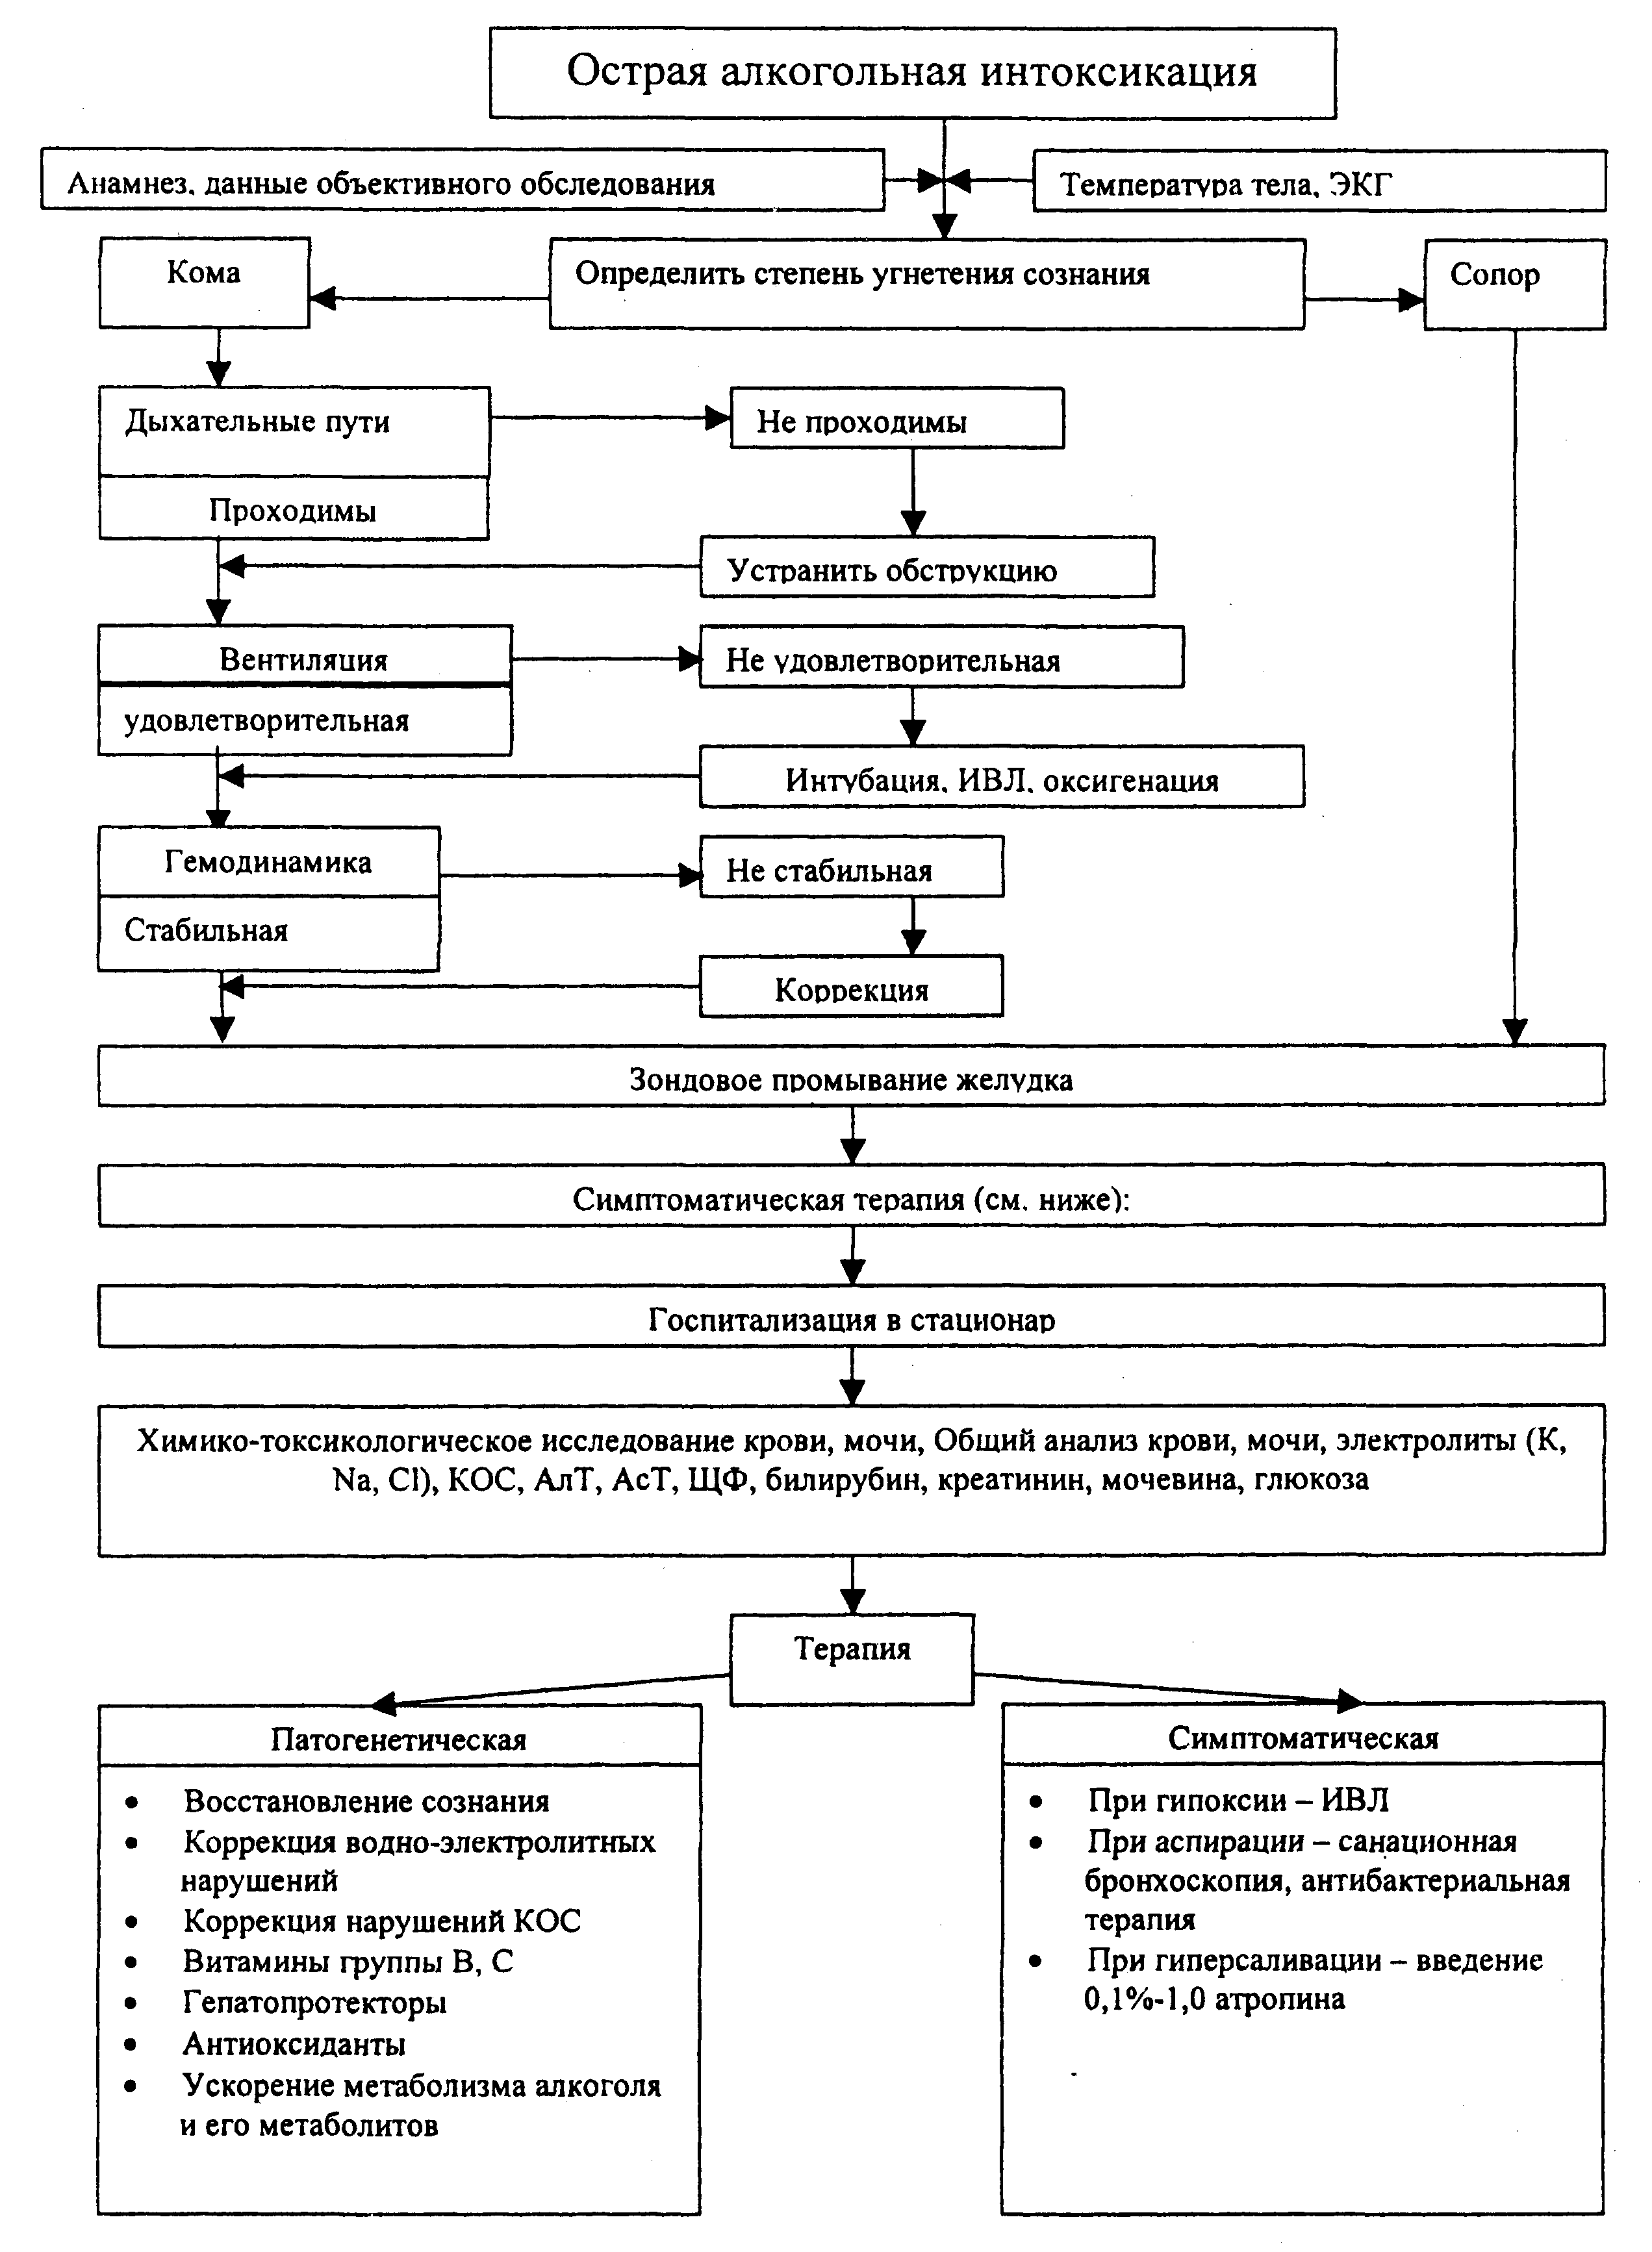 Острая алкогольная интоксикация
Анамнез, данные объективного обследования
Температура тела, ЭКГ
Кома
Определить степень угнетения сознания
Сопор
Дыхательные пути
Не проходимы
Проходимы
Устранить обструкцию
Вентиляция
Не удовлетворительная
удовлетворительная
Интубация, ИВЛ, оксигенация
Гемодинамика
Не стабильная
Стабильная
Коррекция
Зондовое промывание желудка
Симптоматическая терапия (см. ниже):
Госпитализация в стационар
Химико-токсикологическое исследование крови, мочи, Общий анализ крови, мочи, электролиты (K,
Na, Cl), КОС, АлТ, АсТ, ЩФ, билирубин, креатинин, мочевина, глюкоза
Терапия
Патогенетическая
• Восстановление сознания
• Коррекция водно-электролитных
нарушений
• Коррекция нарушений КОС
• Витамины группы В, С
• Гепатопротекторы
• Антиоксиданты
• Ускорение метаболизма алкоголя
и его метаболитов
Симптоматическая
• При гипоксии – ИВЛ
• При аспирации – санационная
бронхоскопия, антибактериальная
терапия
• При гиперсаливации – введение
0,1%-1,0 атропина